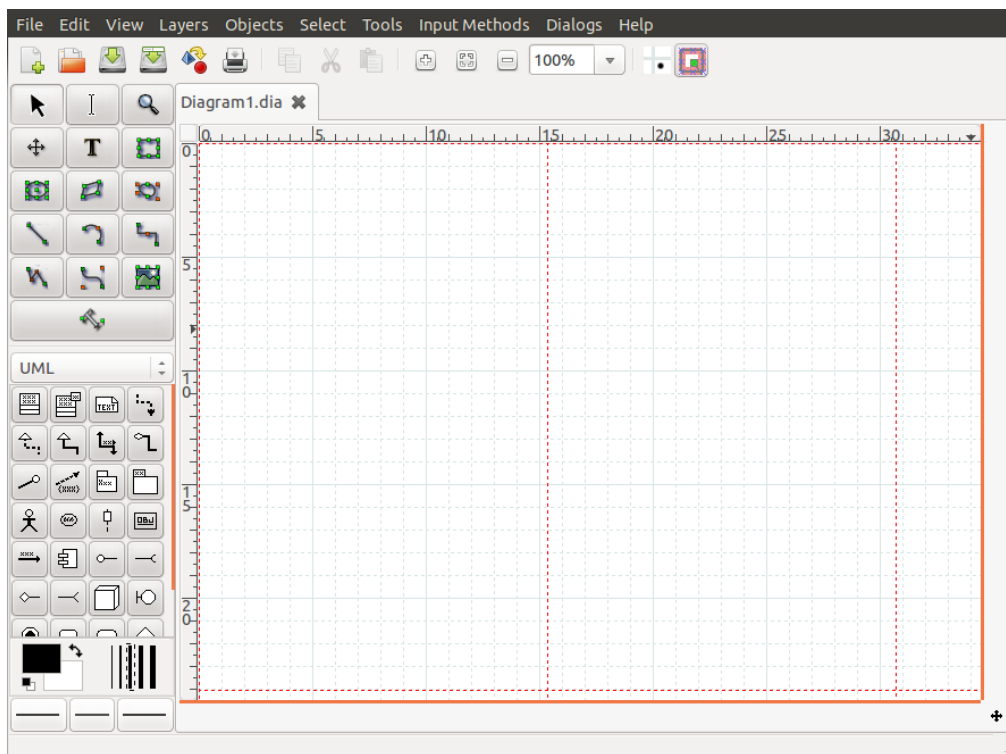 File Edit View Layers Objects Select Tools Input Methods Dialogs Help
100%
Diagram1.dia
T
0 5 10 15 20 25 30
0
5
10
15
20
UML
TEXT
OBJ